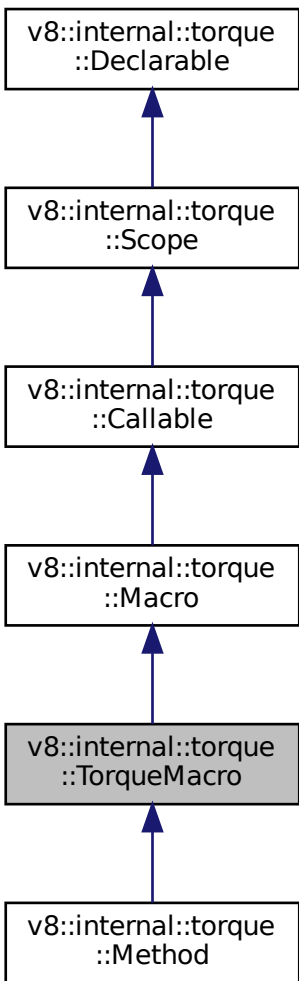 v8::internal::torque
::Declarable
v8::internal::torque
::Scope
v8::internal::torque
::Callable
v8::internal::torque
::Macro
v8::internal::torque
::TorqueMacro
v8::internal::torque
::Method